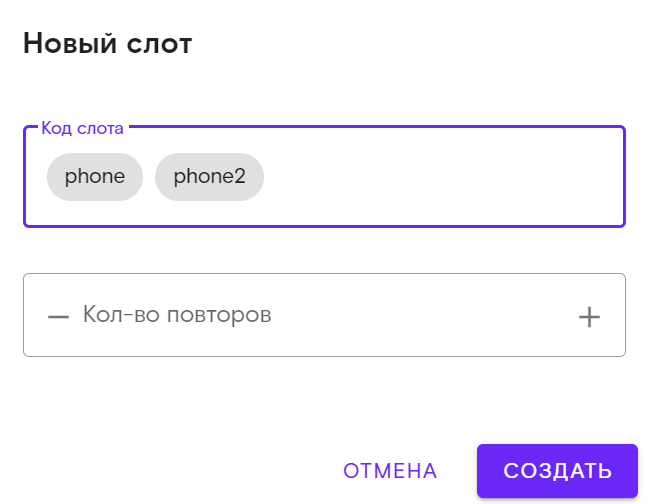 Новый слот
Код слота
phone phone2
— Кол-во повторов +
ОТМЕНА СОЗДАТЬ